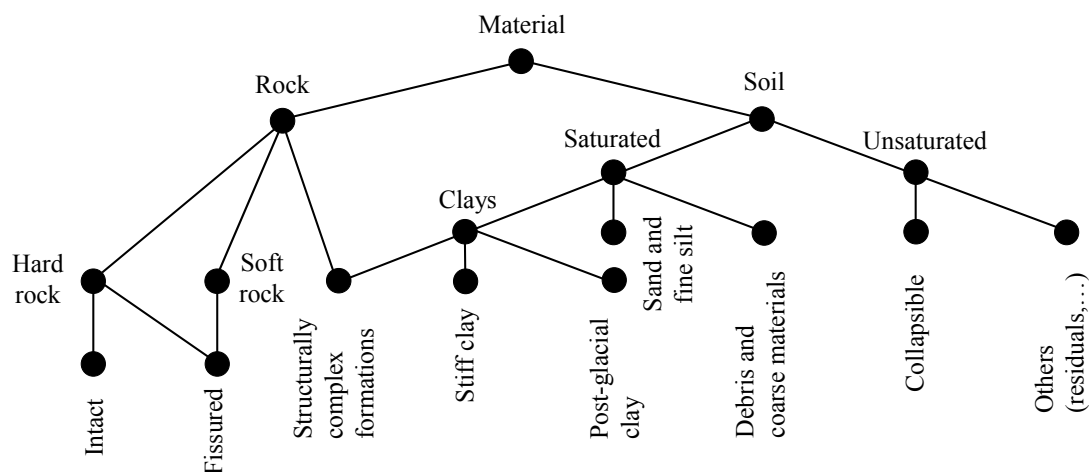 Material
Rock
Soil
Saturated
Unsaturated
Clays
Hard
rock
Soft
rock
Sand and
fine silt
Intact
Fissured
Structurally
complex
formations
Stiff clay
Post-glacial
clay
Debris and
coarse materials
Collapsible
Others
(residuals,…)